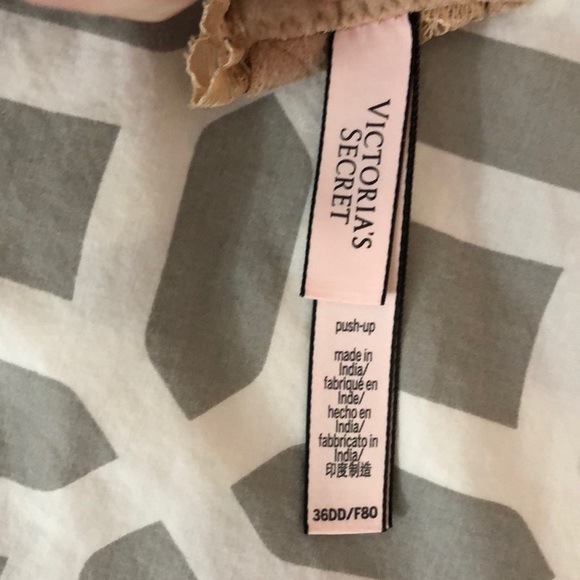 VICTORIA'S
SECRET
push-up
made in
India/
fabriqué en
Inde/
hecho en
India/
fabbricato in
India/
印度制造
36DD/F80